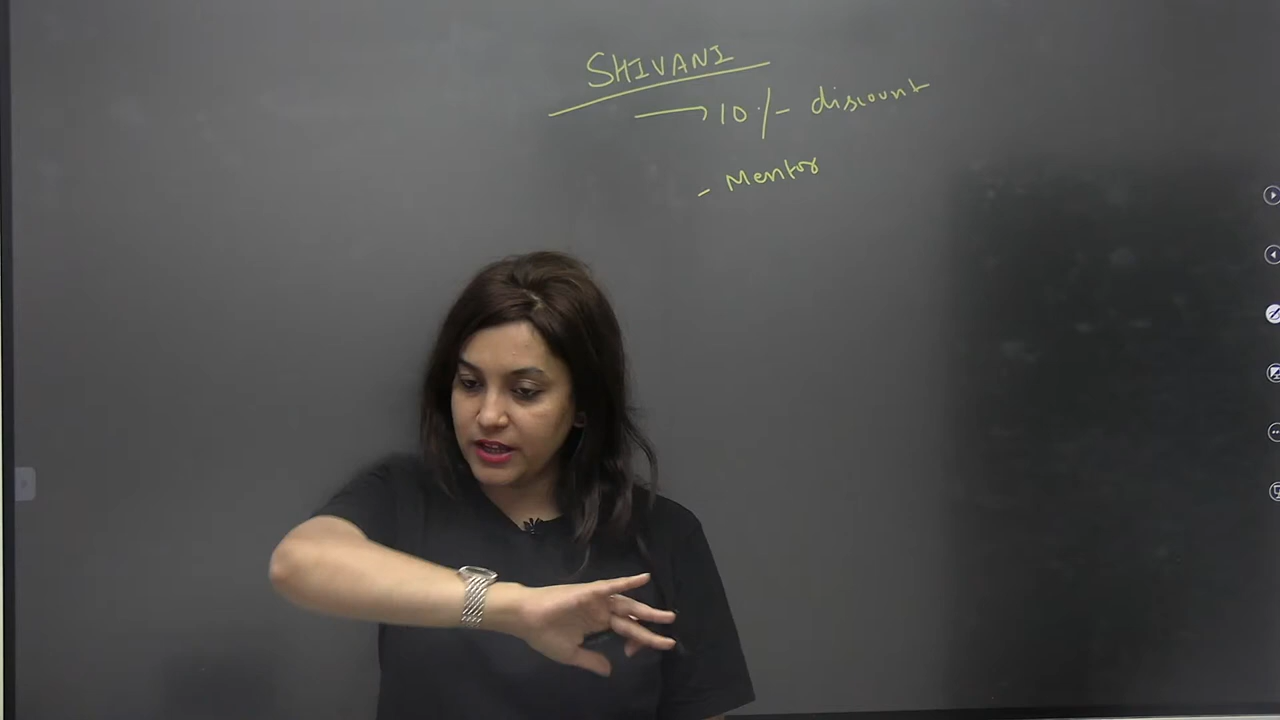 SHIVANI
→ 10 /- discount
- Mentor